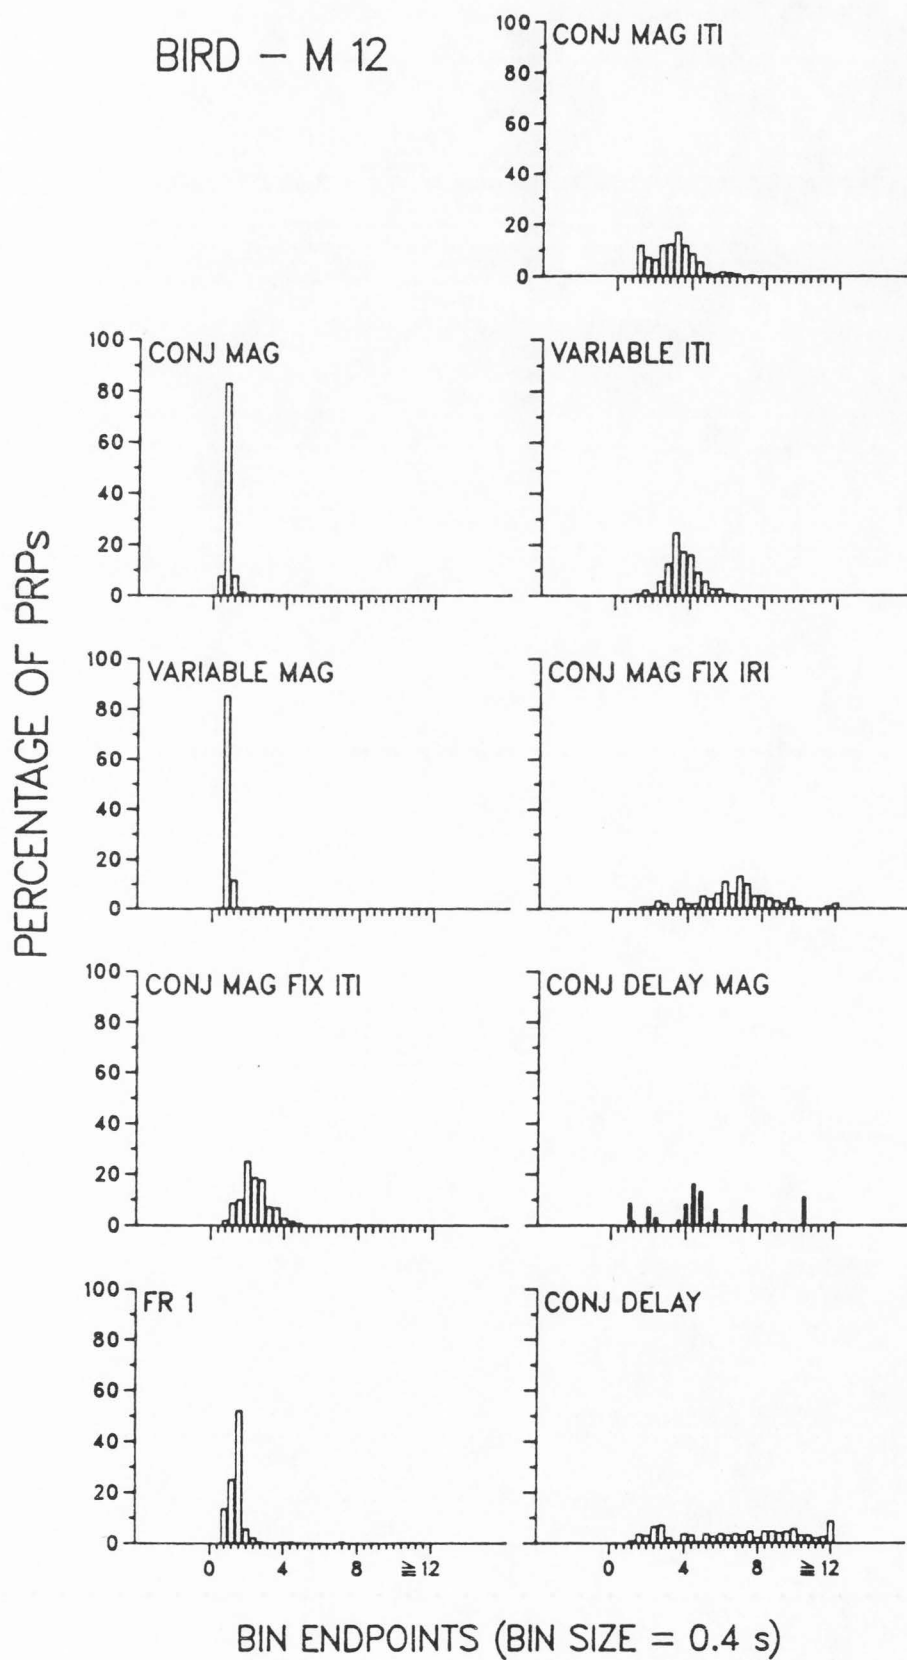 BIRD – M 12
CONJ MAG ITI
100
80
60
40
20
0
CONJ MAG
100
80
60
40
20
0
VARIABLE ITI
PERCENTAGE OF PRPs
VARIABLE MAG
100
80
60
40
20
0
CONJ MAG FIX IRI
CONJ MAG FIX ITI
100
80
60
40
20
0
CONJ DELAY MAG
FR 1
100
80
60
40
20
0
0 4 8 ≧12
CONJ DELAY
0 4 8 ≧12
BIN ENDPOINTS (BIN SIZE = 0.4 s)